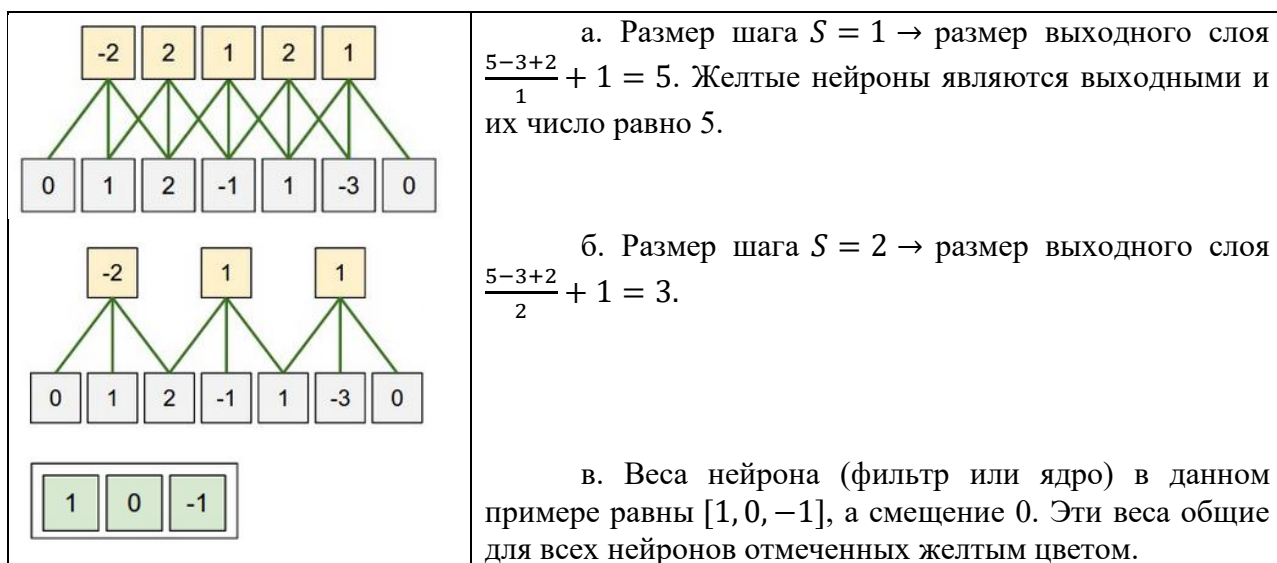 -2 2 1 2 1
0 1 2 -1 1 -3 0
а. Размер шага S = 1 → размер выходного слоя
(5−3+2)/1 + 1 = 5. Желтые нейроны являются выходными и
их число равно 5.
-2 1 1
0 1 2 -1 1 -3 0
б. Размер шага S = 2 → размер выходного слоя
(5−3+2)/2 + 1 = 3.
1 0 -1
в. Веса нейрона (фильтр или ядро) в данном
примере равны [1, 0, −1], а смещение 0. Эти веса общие
для всех нейронов отмеченных желтым цветом.